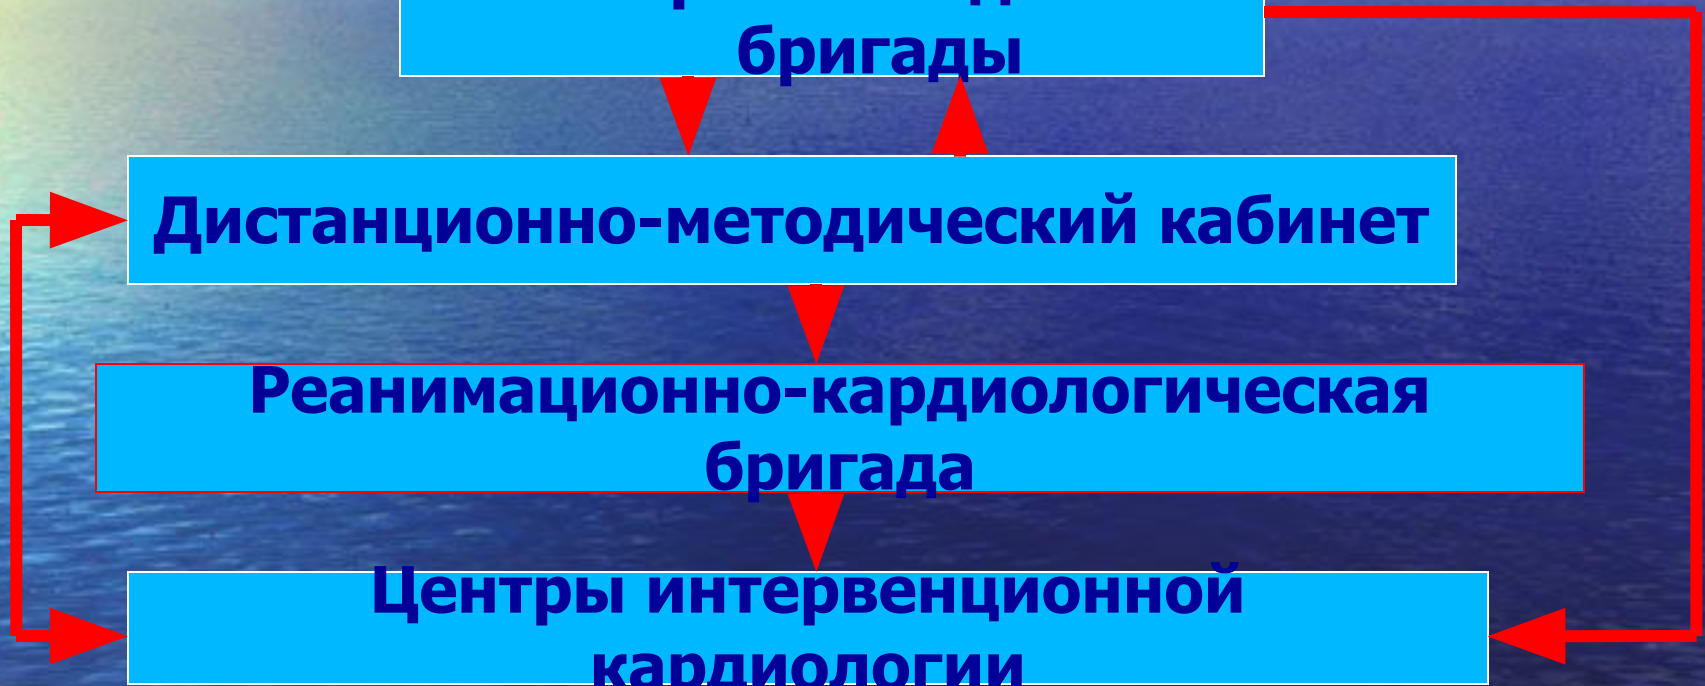 бригады
Дистанционно-методический кабинет
Реанимационно-кардиологическая
бригада
Центры интервенционной
кардиологии